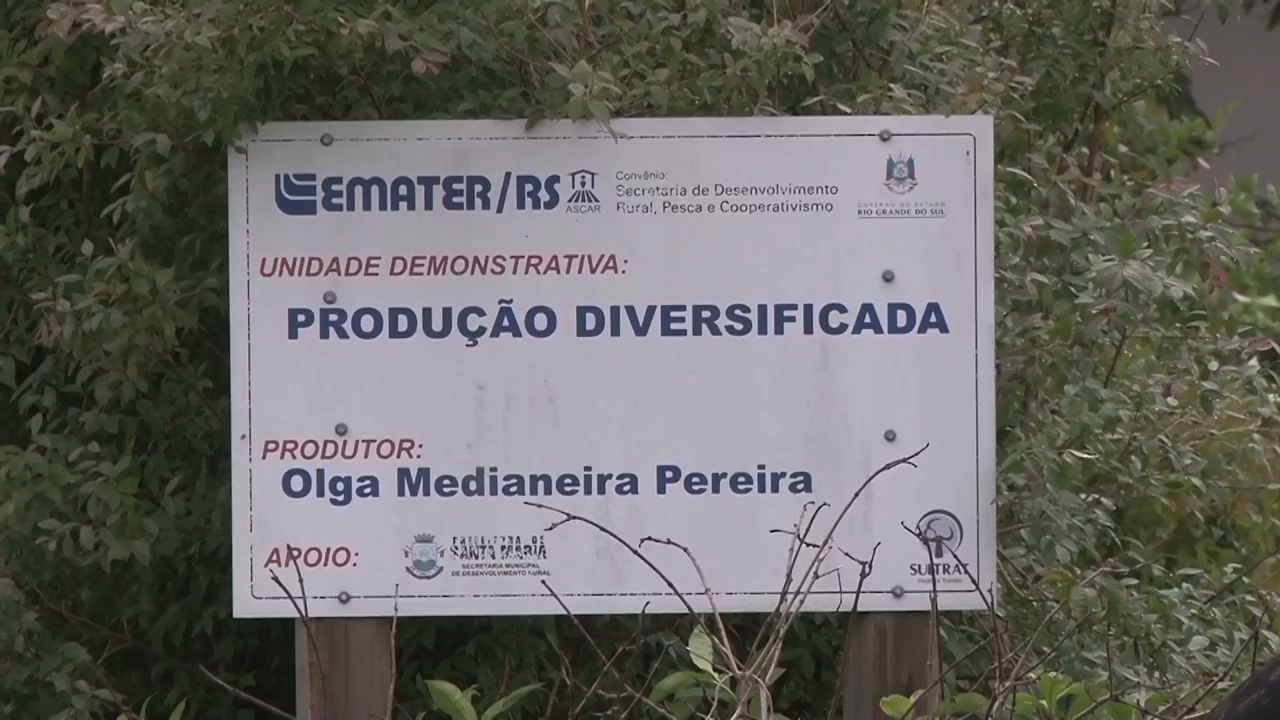 EMATER/RS
ASCAR
Convênio:
Secretaria de Desenvolvimento
Rural, Pesca e Cooperativismo
GOVERNO DO ESTADO
RIO GRANDE DO SUL
UNIDADE DEMONSTRATIVA:
PRODUÇÃO DIVERSIFICADA
PRODUTOR:
Olga Medianeira Pereira
APOIO:
PREFEITURA DE
SANTA MARIA
SECRETARIA MUNICIPAL
DE DESENVOLVIMENTO RURAL